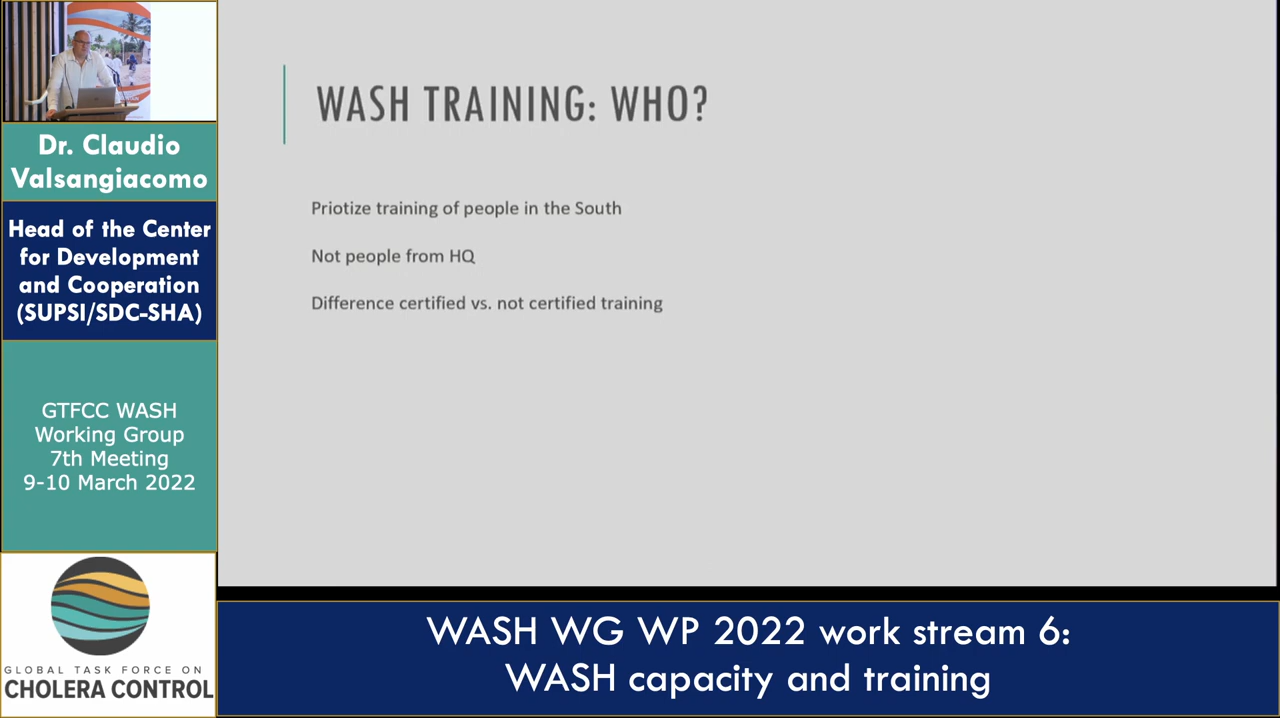 Dr. Claudio
Valsangiacomo
Head of the Center
for Development
and Cooperation
(SUPSI/SDC-SHA)
GTFCC WASH
Working Group
7th Meeting
9-10 March 2022
GLOBAL TASK FORCE ON
CHOLERA CONTROL
WASH TRAINING: WHO?
Priotize training of people in the South
Not people from HQ
Difference certified vs. not certified training
WASH WG WP 2022 work stream 6:
WASH capacity and training